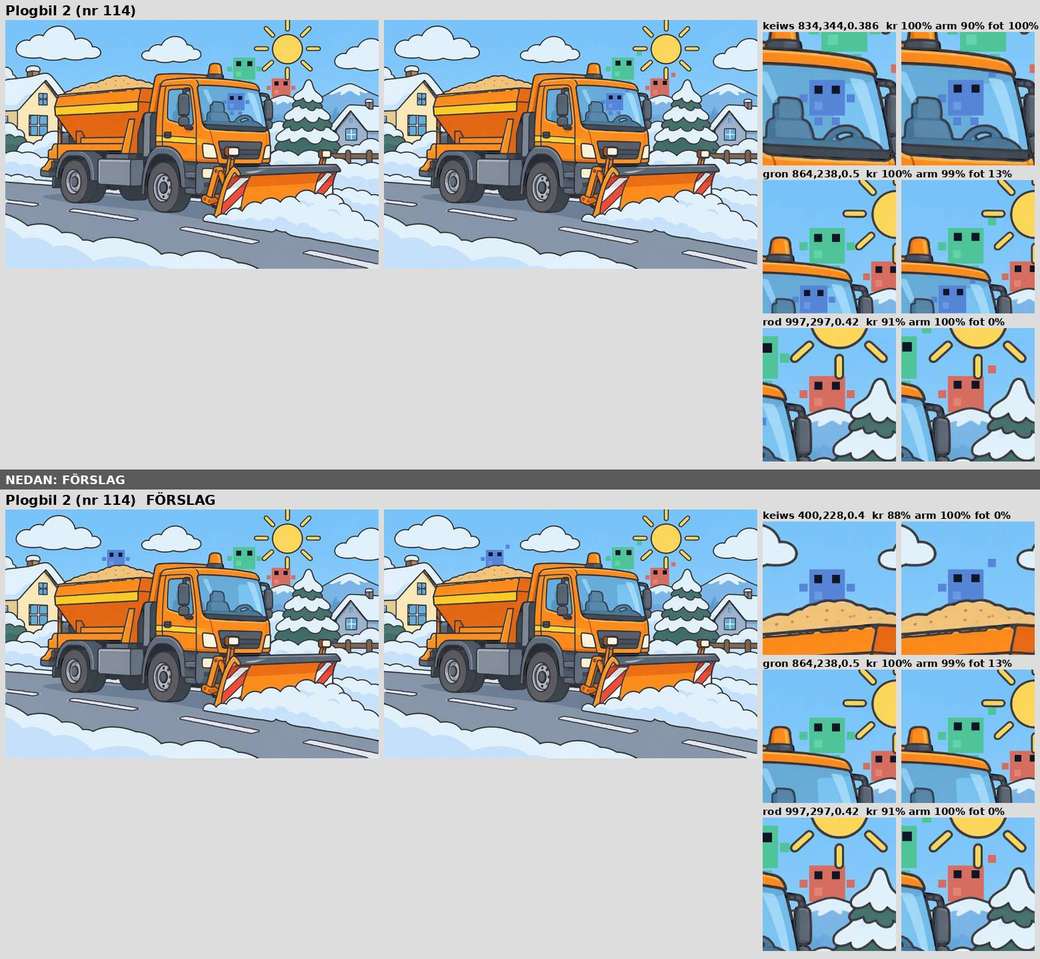 Plogbil 2 (nr 114)
keiws 834,344,0.386 kr 100% arm 90% fot 100%
gron 864,238,0.5 kr 100% arm 99% fot 13%
rod 997,297,0.42 kr 91% arm 100% fot 0%
NEDAN: FÖRSLAG
Plogbil 2 (nr 114) FÖRSLAG
keiws 400,228,0.4 kr 88% arm 100% fot 0%
gron 864,238,0.5 kr 100% arm 99% fot 13%
rod 997,297,0.42 kr 91% arm 100% fot 0%